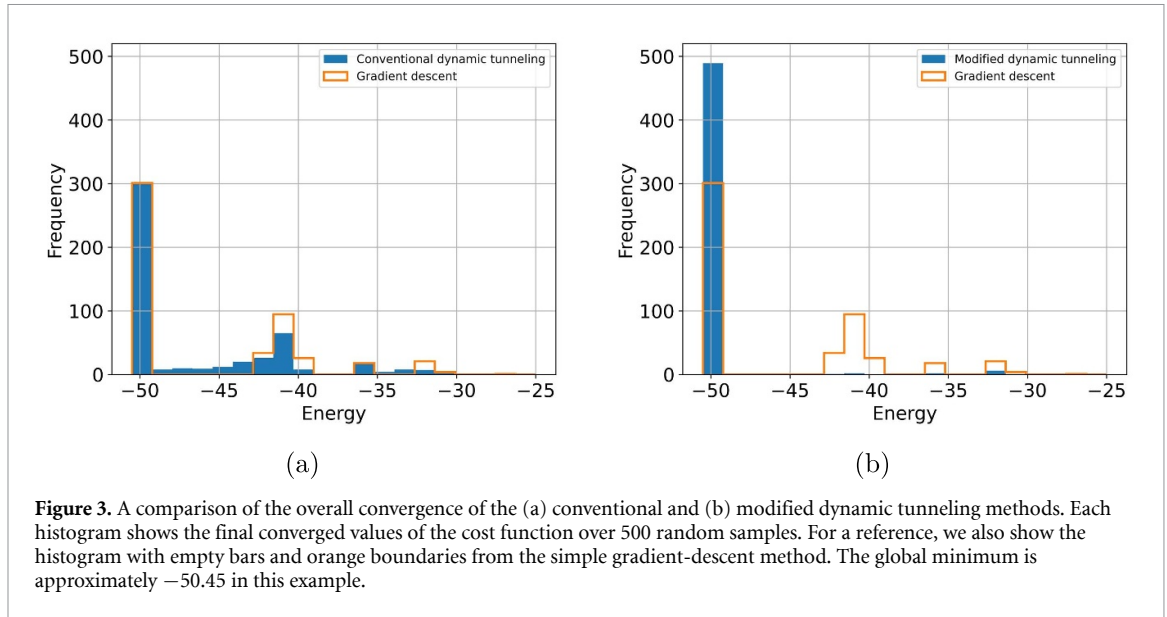 500
400
300
200
100
0
Frequency
Conventional dynamic tunneling
Gradient descent
−50
−45
−40
−35
−30
−25
Energy
(a)
500
400
300
200
100
0
Frequency
Modified dynamic tunneling
Gradient descent
−50
−45
−40
−35
−30
−25
Energy
(b)
Figure 3. A comparison of the overall convergence of the (a) conventional and (b) modified dynamic tunneling methods. Each
histogram shows the final converged values of the cost function over 500 random samples. For a reference, we also show the
histogram with empty bars and orange boundaries from the simple gradient-descent method. The global minimum is
approximately −50.45 in this example.